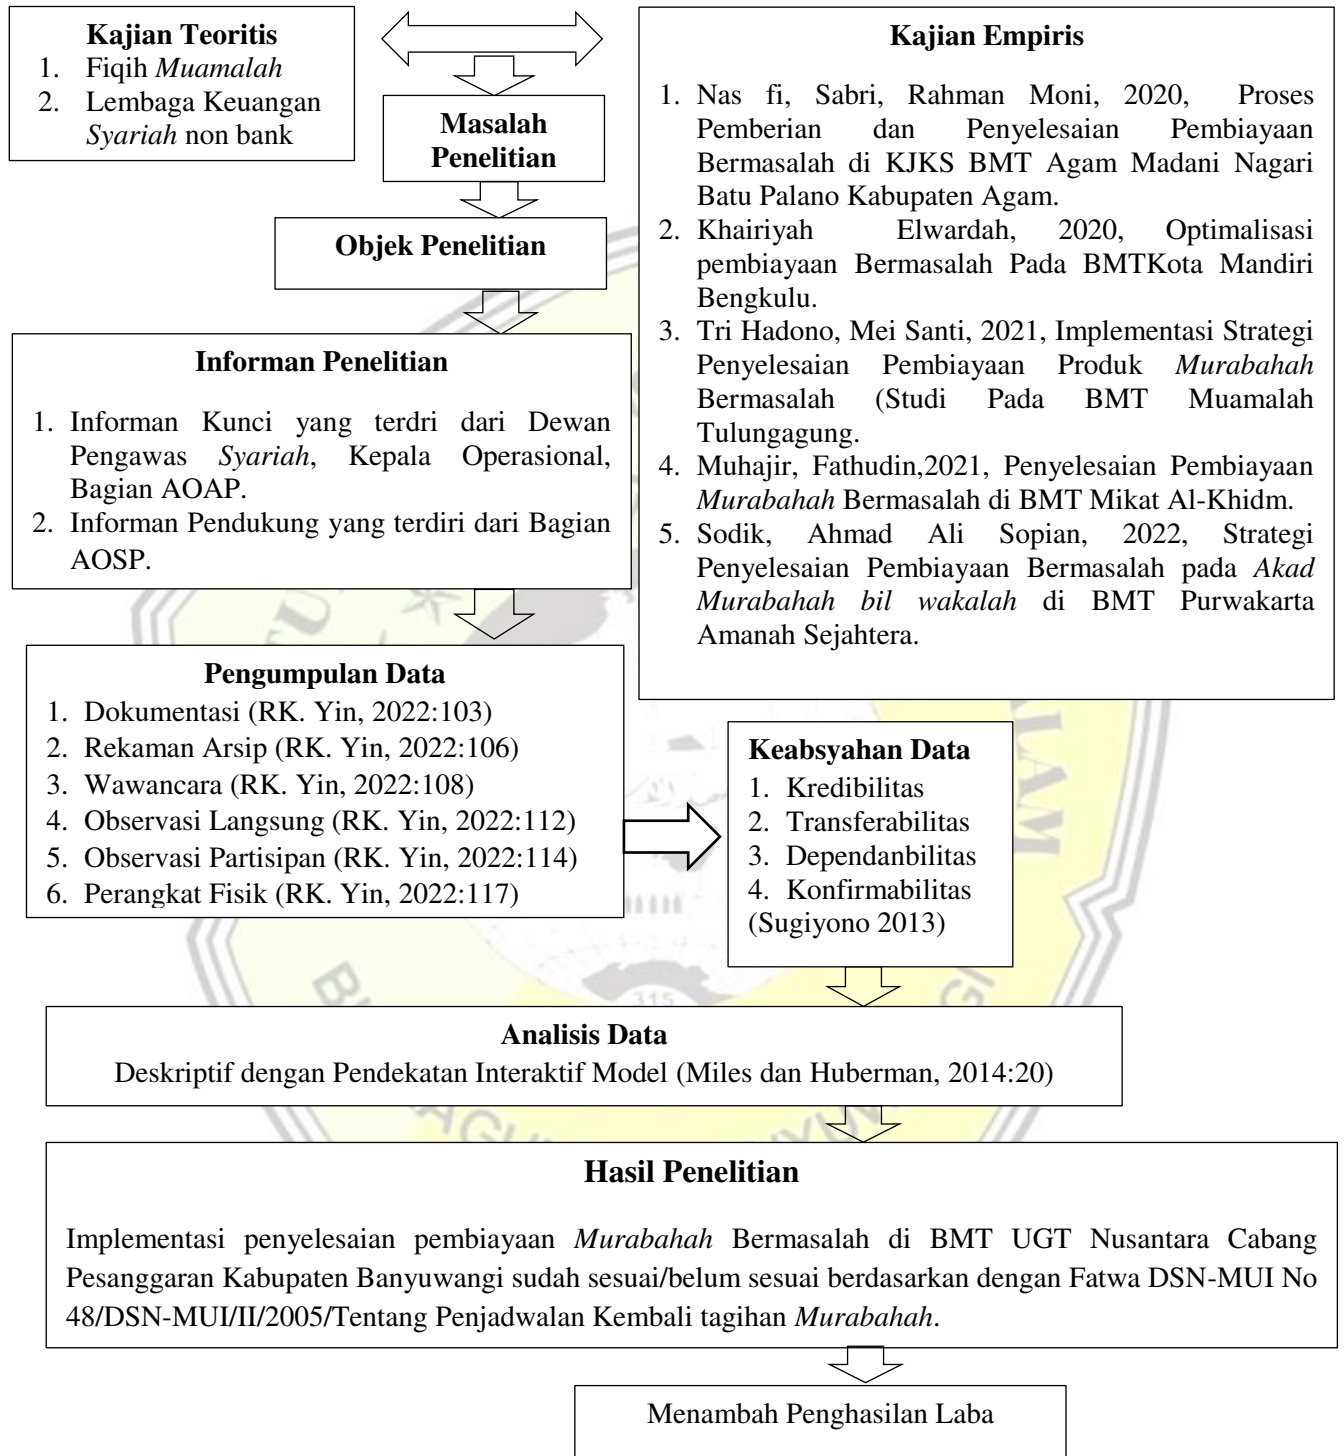 Kajian Teoritis
1. Fiqih Muamalah
2. Lembaga Keuangan
Syariah non bank
Masalah
Penelitian
Objek Penelitian
Kajian Empiris
1. Nas fi, Sabri, Rahman Moni, 2020, Proses
Pemberian dan Penyelesaian Pembiayaan
Bermasalah di KJKS BMT Agam Madani Nagari
Batu Palano Kabupaten Agam.
2. Khairiyah Elwardah, 2020, Optimalisasi
pembiayaan Bermasalah Pada BMTKota Mandiri
Bengkulu.
3. Tri Hadono, Mei Santi, 2021, Implementasi Strategi
Penyelesaian Pembiayaan Produk Murabahah
Bermasalah (Studi Pada BMT Muamalah
Tulungagung.
4. Muhajir, Fathudin,2021, Penyelesaian Pembiayaan
Murabahah Bermasalah di BMT Mikat Al-Khidm.
5. Sodik, Ahmad Ali Sopian, 2022, Strategi
Penyelesaian Pembiayaan Bermasalah pada Akad
Murabahah bil wakalah di BMT Purwakarta
Amanah Sejahtera.
Informan Penelitian
1. Informan Kunci yang terdri dari Dewan
Pengawas Syariah, Kepala Operasional,
Bagian AOAP.
2. Informan Pendukung yang terdiri dari Bagian
AOSP.
Pengumpulan Data
1. Dokumentasi (RK. Yin, 2022:103)
2. Rekaman Arsip (RK. Yin, 2022:106)
3. Wawancara (RK. Yin, 2022:108)
4. Observasi Langsung (RK. Yin, 2022:112)
5. Observasi Partisipan (RK. Yin, 2022:114)
6. Perangkat Fisik (RK. Yin, 2022:117)
Keabsyahan Data
1. Kredibilitas
2. Transferabilitas
3. Dependanbilitas
4. Konfirmabilitas
(Sugiyono 2013)
315
Analisis Data
Deskriptif dengan Pendekatan Interaktif Model (Miles dan Huberman, 2014:20)
Hasil Penelitian
Implementasi penyelesaian pembiayaan Murabahah Bermasalah di BMT UGT Nusantara Cabang
Pesanggaran Kabupaten Banyuwangi sudah sesuai/belum sesuai berdasarkan dengan Fatwa DSN-MUI No
48/DSN-MUI/II/2005/Tentang Penjadwalan Kembali tagihan Murabahah.
Menambah Penghasilan Laba